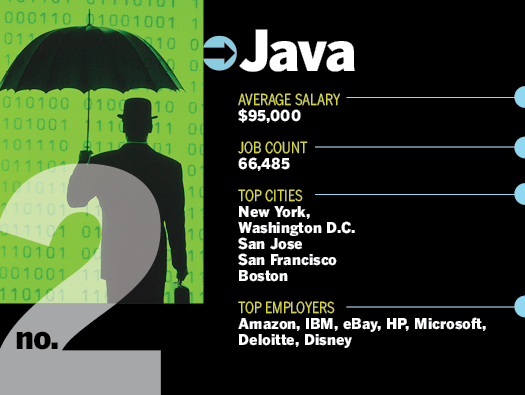 Java
AVERAGE SALARY
$95,000
JOB COUNT
66,485
TOP CITIES
New York,
Washington D.C.
San Jose
San Francisco
Boston
TOP EMPLOYERS
Amazon, IBM, eBay, HP, Microsoft,
Deloitte, Disney
no. 2